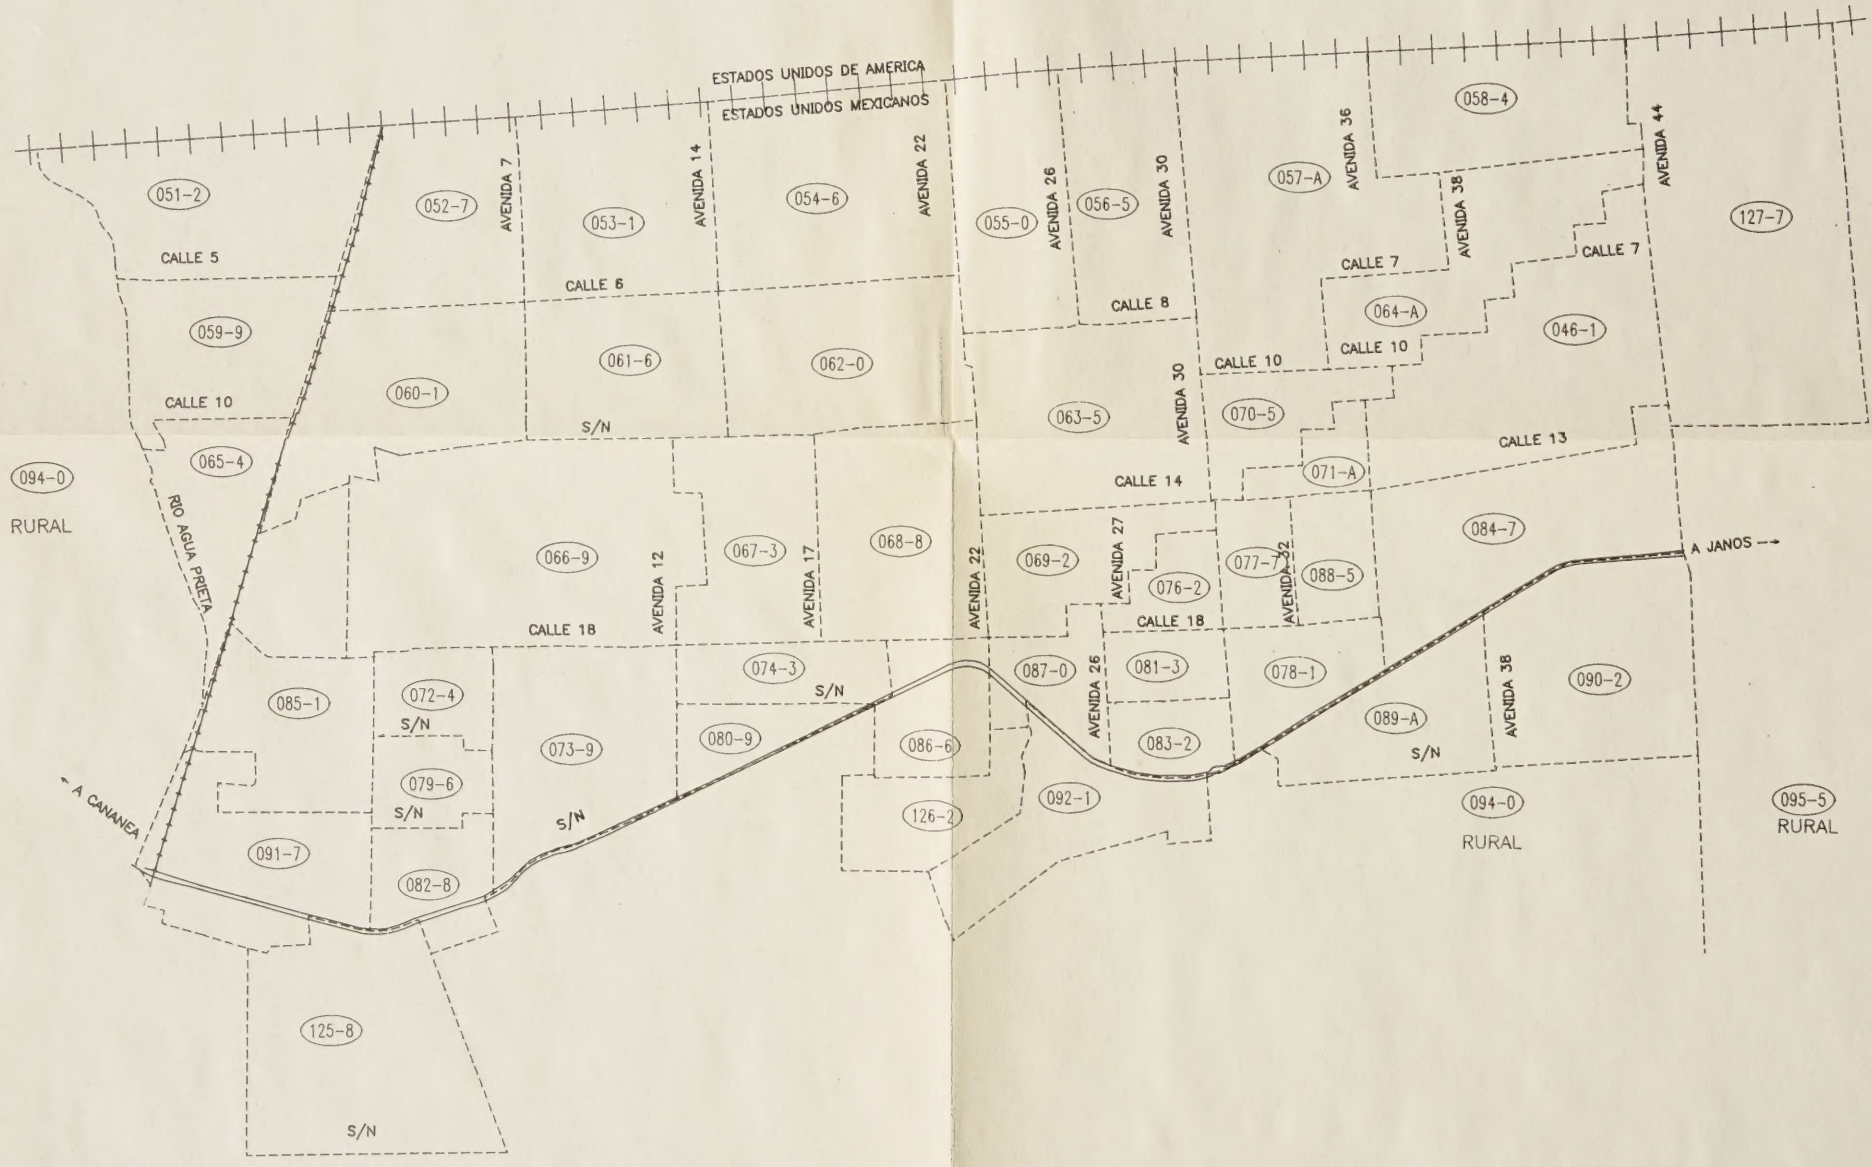 ESTADOS UNIDOS DE AMERICA
ESTADOS UNIDOS MEXICANOS
051-2
052-7
AVENIDA 7
053-1
AVENIDA 14
054-6
AVENIDA 22
055-0
AVENIDA 26
056-5
AVENIDA 30
057-A
AVENIDA 36
058-4
AVENIDA 38
AVENIDA 44
127-7
CALLE 5
CALLE 6
CALLE 8
CALLE 7
CALLE 7
059-9
060-1
061-6
062-0
063-5
AVENIDA 30
064-A
046-1
CALLE 10
CALLE 10
CALLE 10
S/N
065-4
070-5
071-A
CALLE 13
CALLE 14
094-0
RURAL
RIO AGUA PRIETA
066-9
AVENIDA 12
067-3
AVENIDA 17
068-8
AVENIDA 22
069-2
AVENIDA 27
076-2
077-7
AVENIDA 32
088-5
084-7
A JANOS
CALLE 18
CALLE 18
085-1
072-4
S/N
073-9
074-3
S/N
080-9
086-6
087-0
AVENIDA 26
081-3
083-2
078-1
089-A
S/N
AVENIDA 38
090-2
079-6
S/N
S/N
126-2
092-1
094-0
RURAL
095-5
RURAL
A CANANEA
091-7
082-8
125-8
S/N